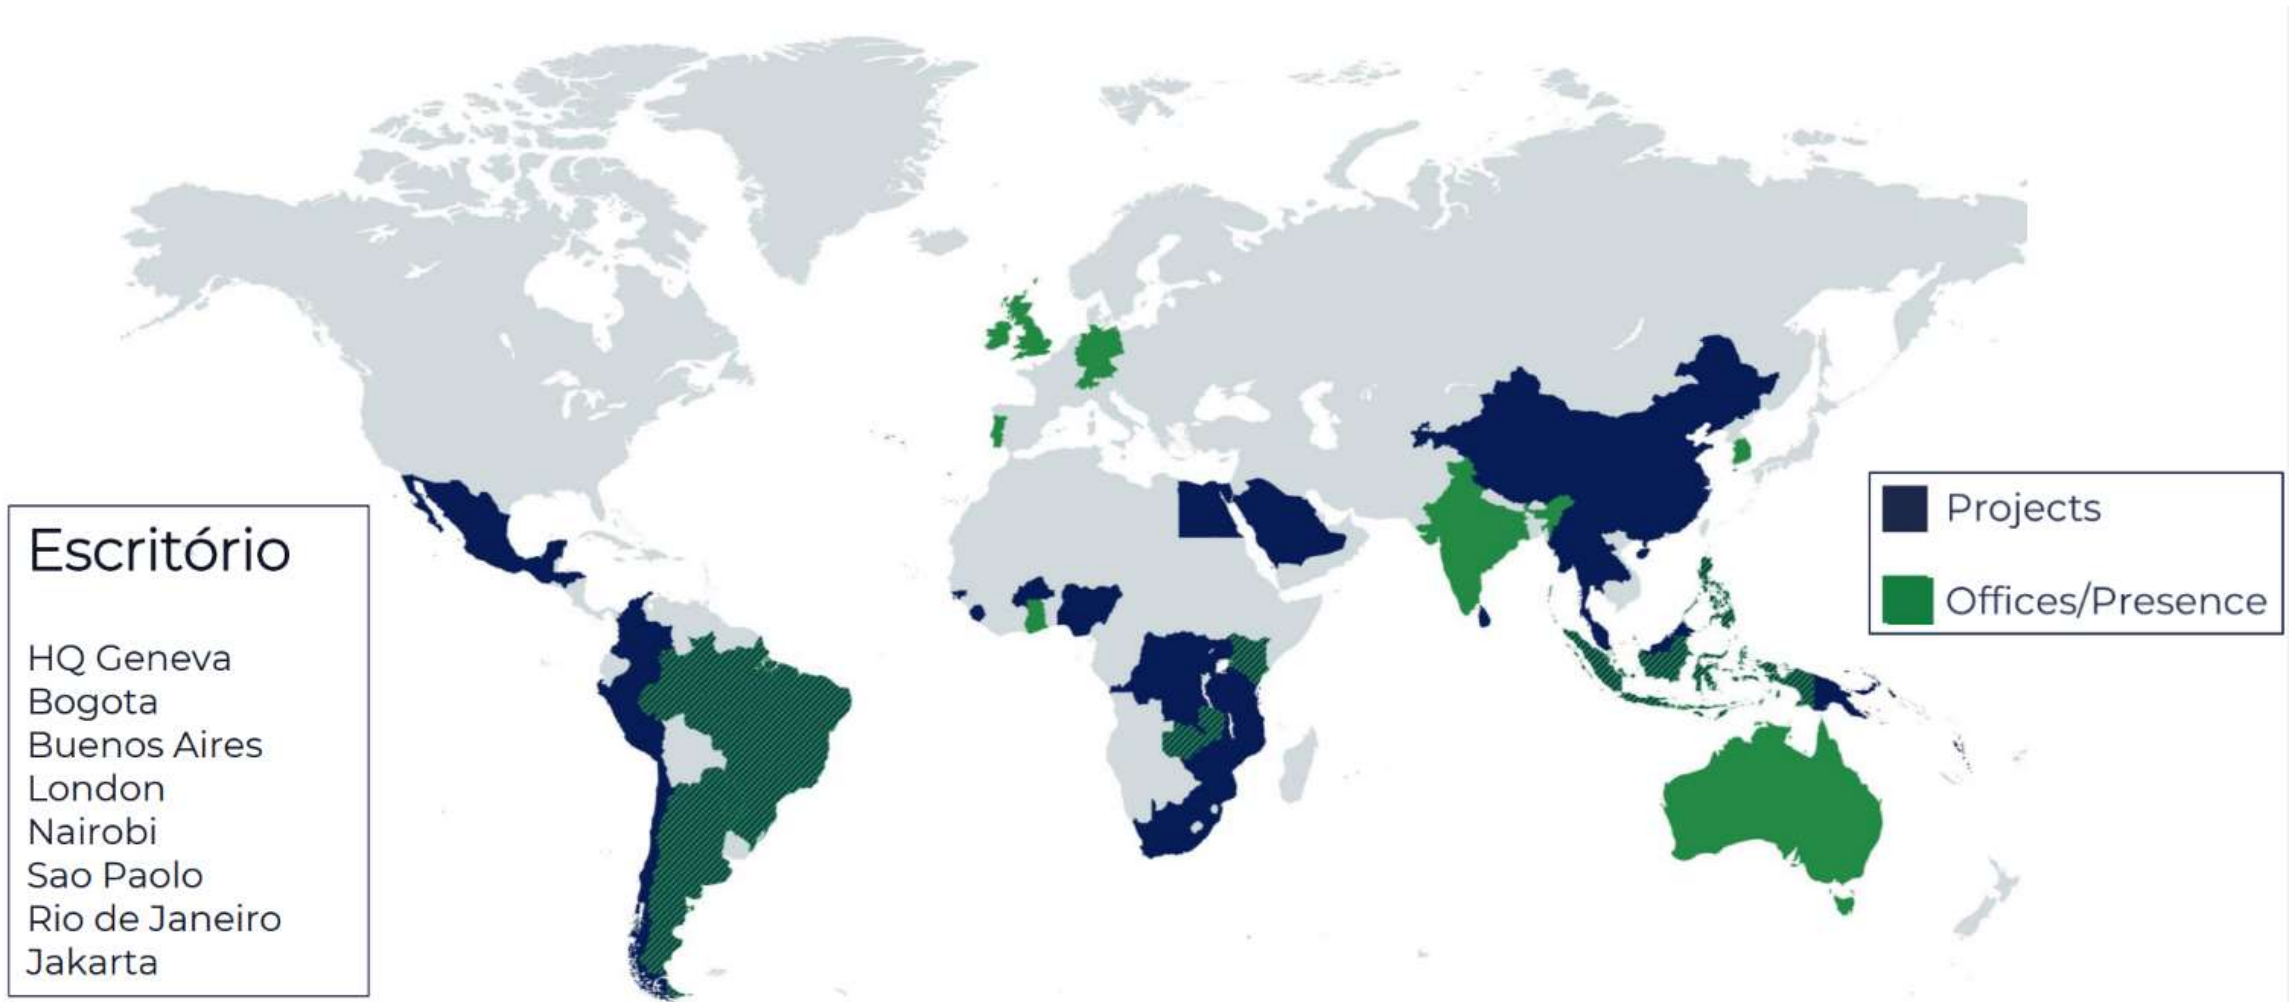 Escritório
HQ Geneva
Bogota
Buenos Aires
London
Nairobi
Sao Paolo
Rio de Janeiro
Jakarta
Projects
Offices/Presence